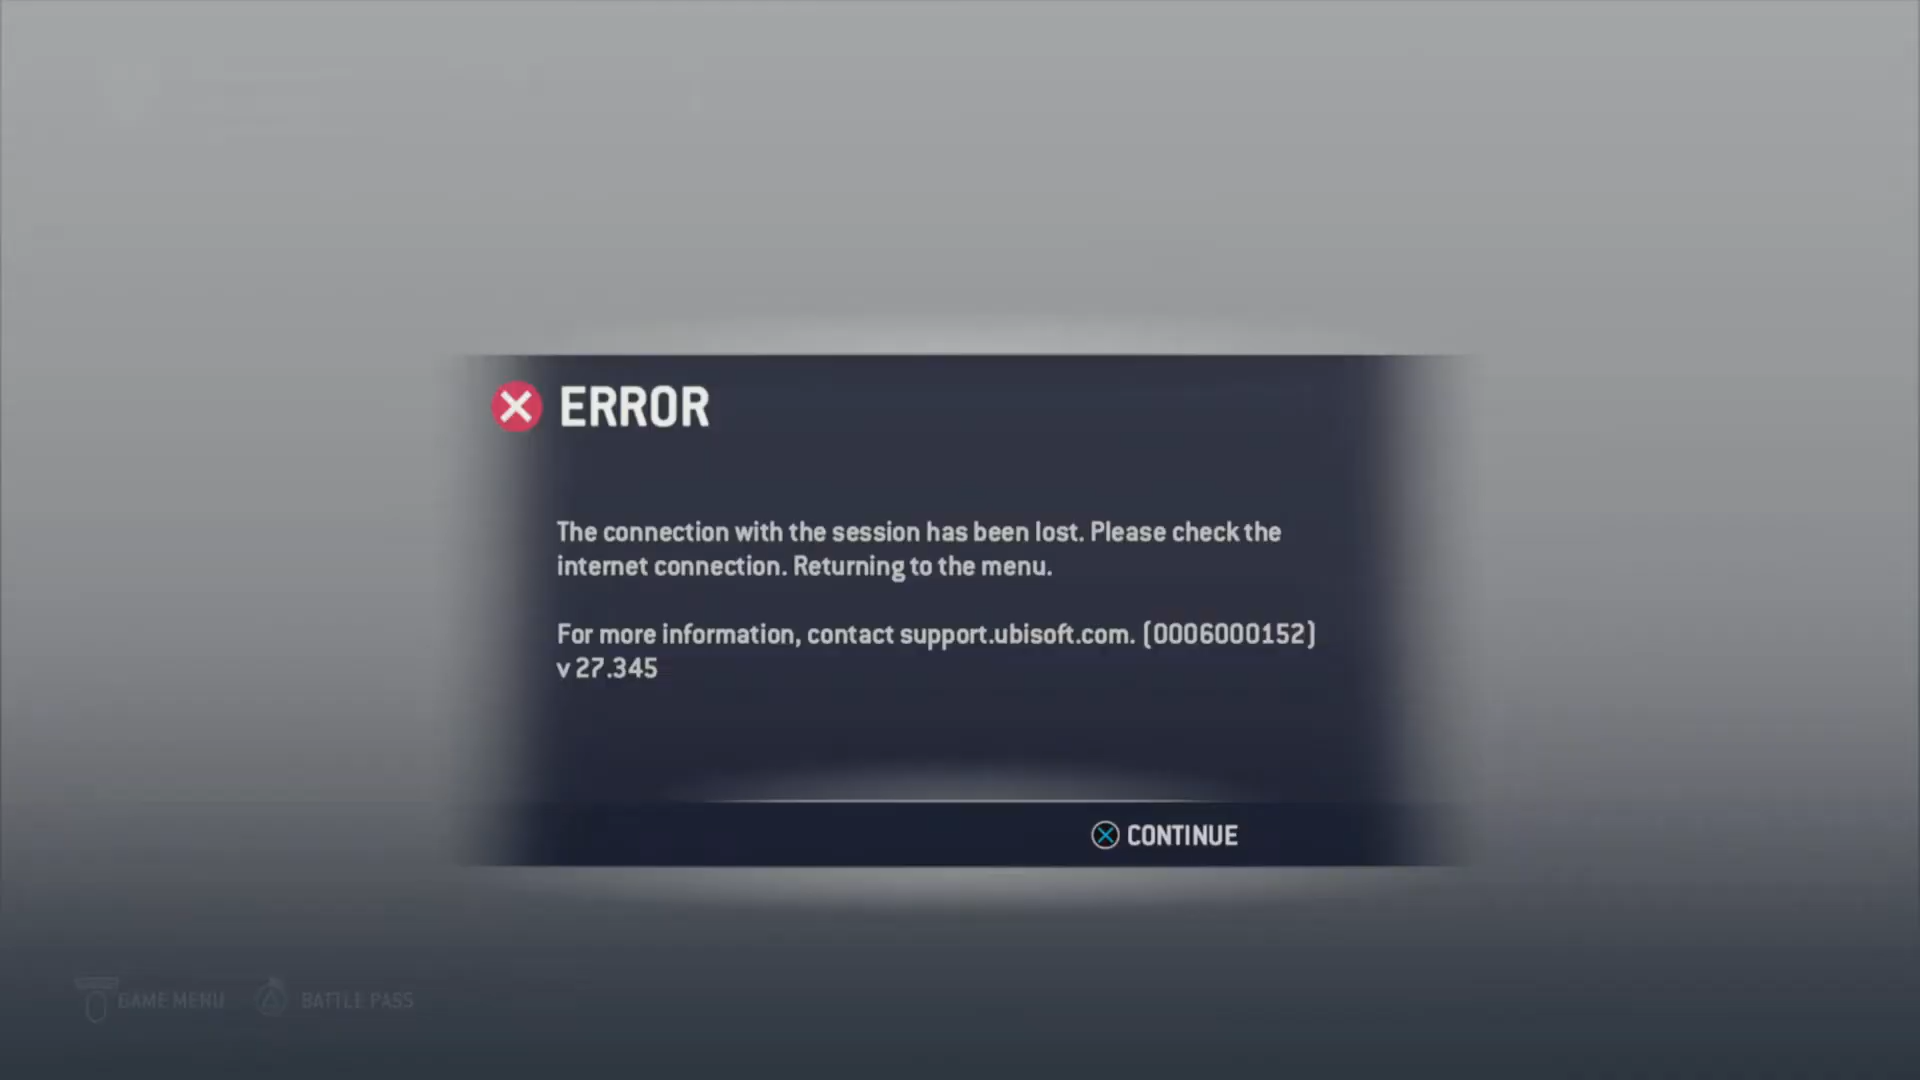 ERROR
The connection with the session has been lost. Please check the
internet connection. Returning to the menu.
For more information, contact support.ubisoft.com. (0006000152)
v 27.345
CONTINUE
GAME MENU BATTLE PASS